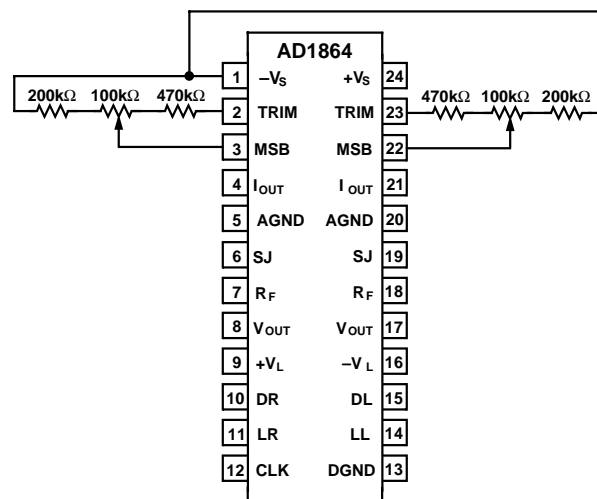 AD1864
1 –VS +VS 24
200kΩ 100kΩ 470kΩ 2 TRIM TRIM 23 470kΩ 100kΩ 200kΩ
3 MSB MSB 22
4 IOUT IOUT 21
5 AGND AGND 20
6 SJ SJ 19
7 RF RF 18
8 VOUT VOUT 17
9 +VL –VL 16
10 DR DL 15
11 LR LL 14
12 CLK DGND 13